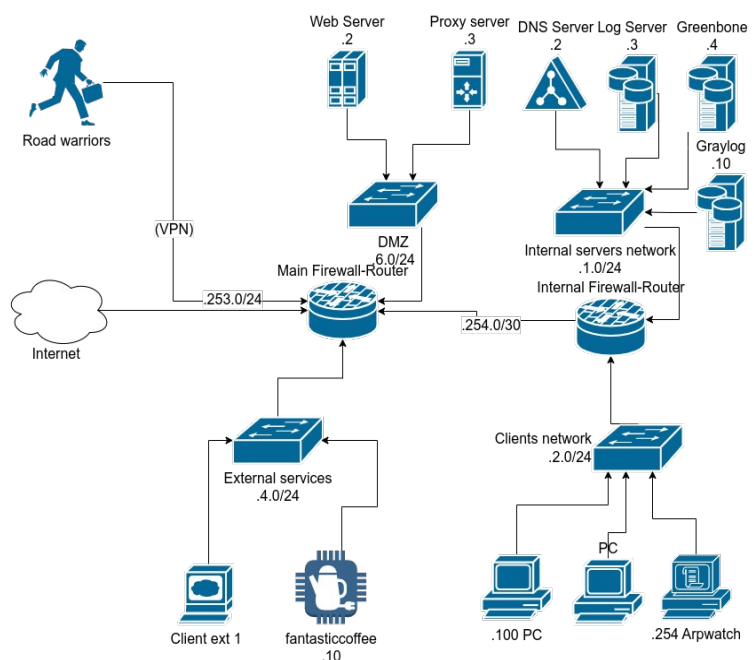 Web Server
.2
Proxy server
.3
DNS Server
.2
Log Server
.3
Greenbone
.4
Road warriors
Graylog
.10
(VPN)
DMZ
.6.0/24
Internal servers network
.1.0/24
Main Firewall-Router
Internal Firewall-Router
.253.0/24
.254.0/30
Internet
Clients network
.2.0/24
External services
.4.0/24
PC
Client ext 1
fantasticcoffee
.10
.100 PC
.254 Arpwatch